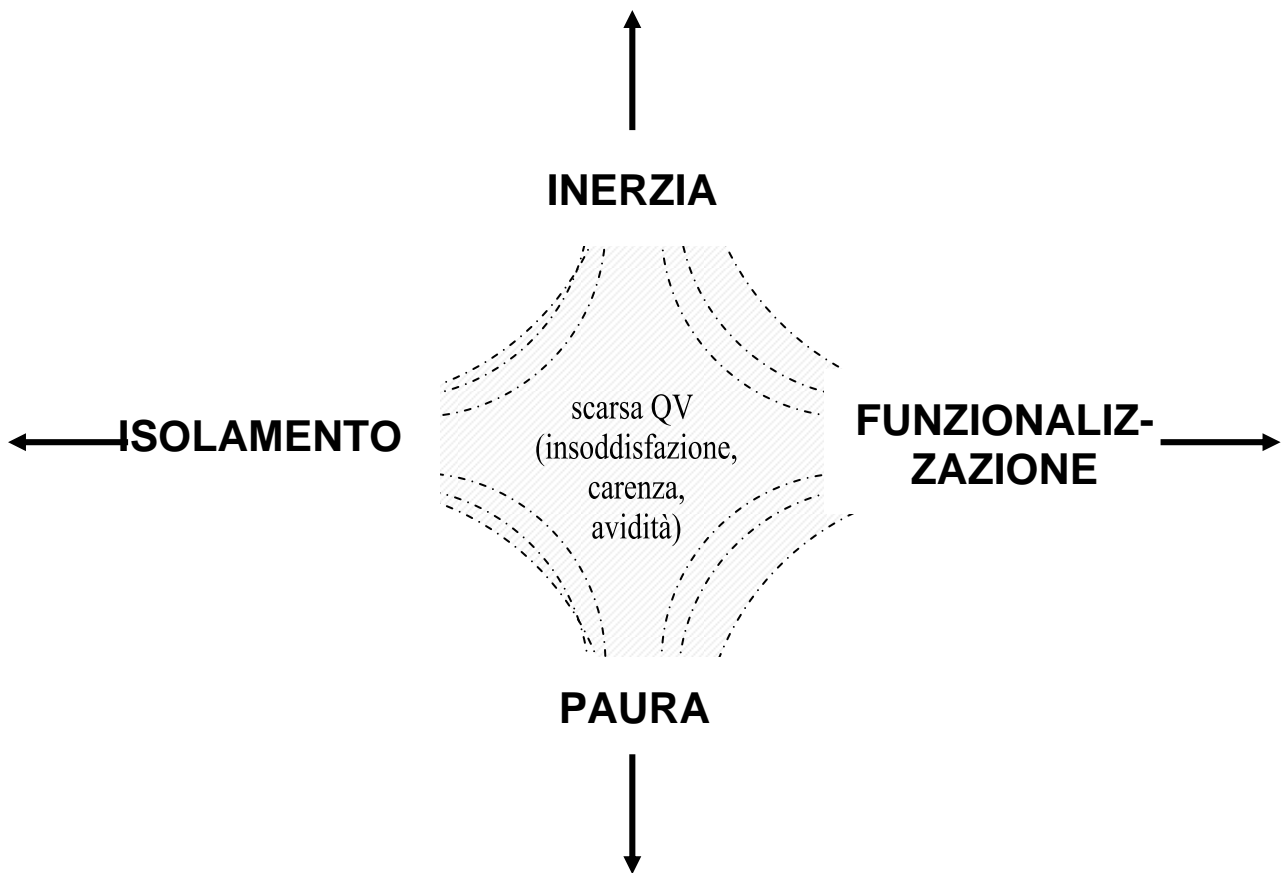 INERZIA
scarsa QV
(insoddisfazione,
carenza,
avidità)
ISOLAMENTO
FUNZIONALIZ-
ZAZIONE
PAURA